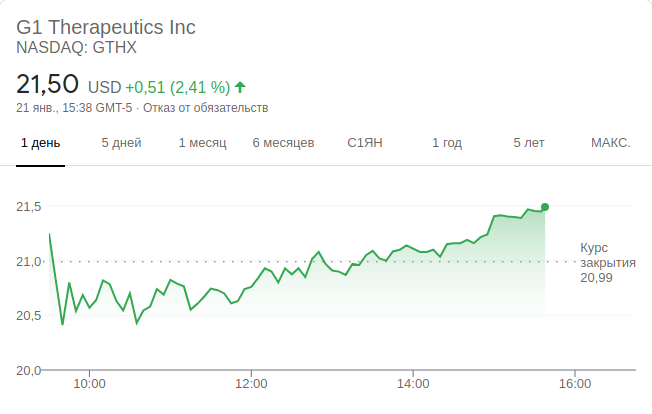 G1 Therapeutics Inc
NASDAQ: GTHX
21,50 USD +0,51 (2,41 %)
21 янв., 15:38 GMT-5 · Отказ от обязательств
1 день 5 дней 1 месяц 6 месяцев С1ЯН 1 год 5 лет МАКС.
21,5
21,0
20,5
20,0
Курс
закрытия
20,99
10:00 12:00 14:00 16:00